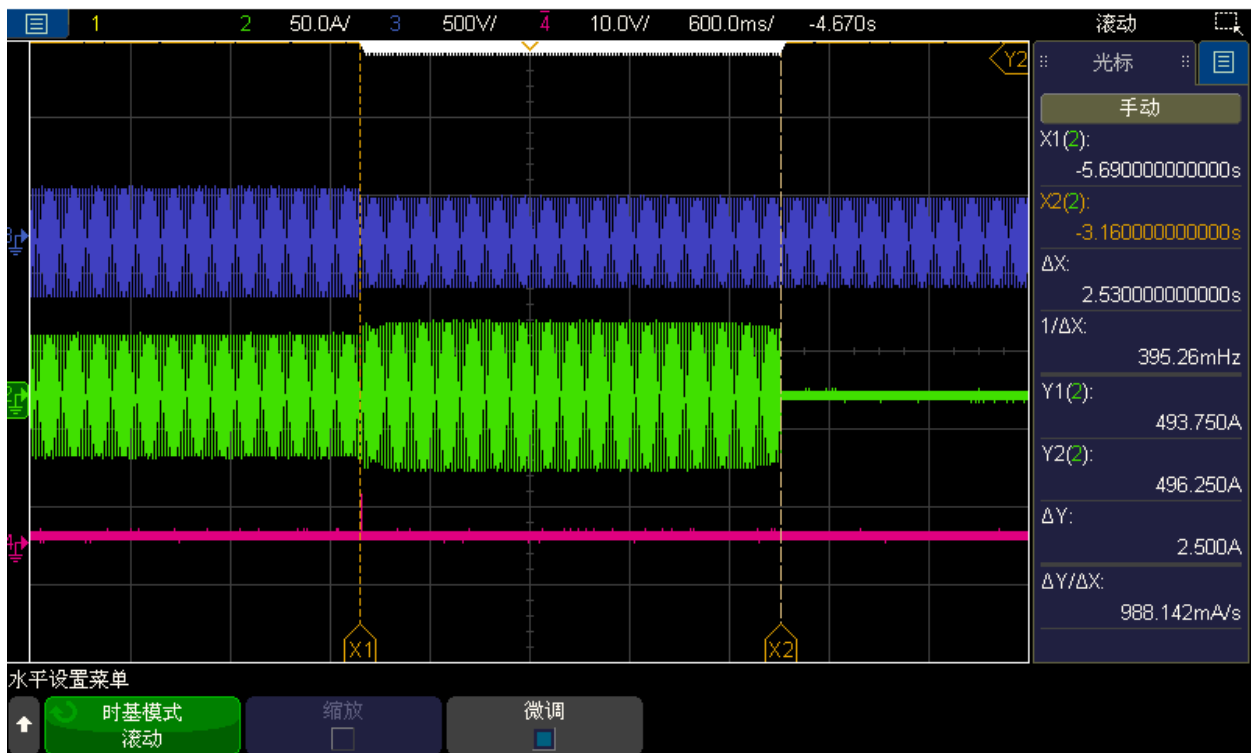 1 2 50.0A/ 3 500V/ 4 10.0V/ 600.0ms/ -4.670s 滚动
Y2
光标
手动
X1(2):
-5.690000000000s
X2(2):
-3.160000000000s
ΔX:
2.530000000000s
1/ΔX:
395.26mHz
Y1(2):
493.750A
Y2(2):
496.250A
ΔY:
2.500A
ΔY/ΔX:
988.142mA/s
3
2
4
X1 X2
水平设置菜单
时基模式
滚动
缩放
微调